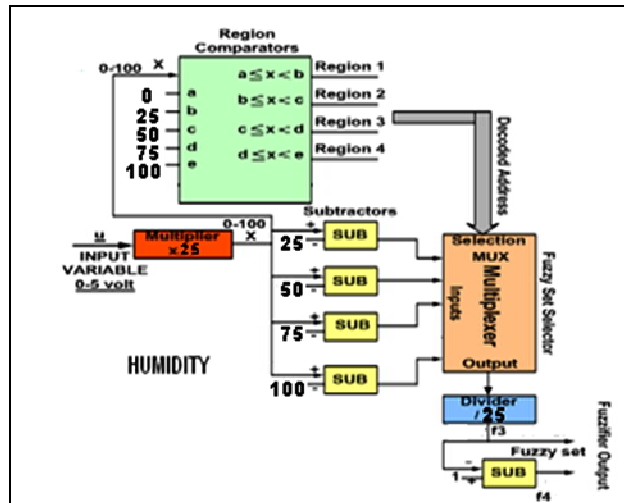 Region
Comparators
0-100 X
a ≤ x < b Region 1
b ≤ x < c Region 2
c ≤ x < d Region 3
d ≤ x < e Region 4
0 a
25 b
50 c
75 d
100 e
Decoded Address
u
INPUT
VARIABLE
0-5 volt
Multiplier
x 25
0-100
X
Subtractors
+
25 -
SUB
+
50 -
SUB
+
75 -
SUB
+
100 -
SUB
HUMIDITY
Selection
MUX
Multiplexer
Inputs
Output
Fuzzy Set Selector
Divider
/ 25
f3
Fuzzy set
-
1 +
SUB
f4
Fuzzifier Output